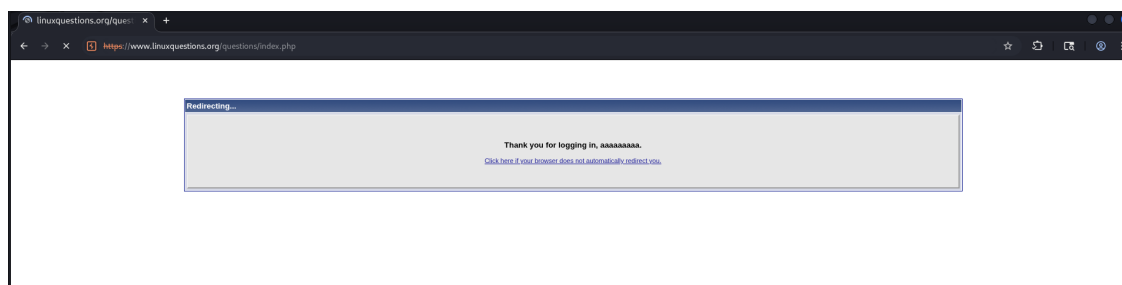 linuxquestions.org/quest
https://www.linuxquestions.org/questions/index.php
Redirecting...
Thank you for logging in, aaaaaaaaa.
Click here if your browser does not automatically redirect you.